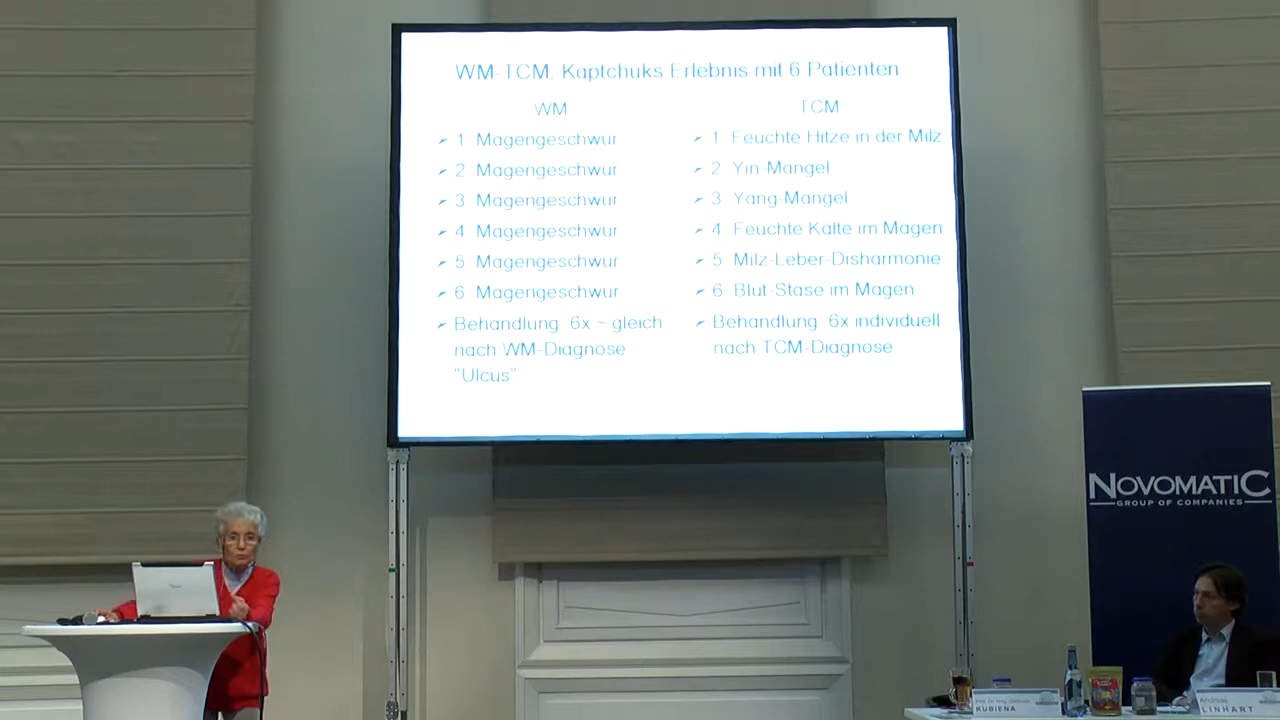 WM-TCM: Kaptchuks Erlebnis mit 6 Patienten
WM
1 Magengeschwür
2 Magengeschwür
3 Magengeschwür
4 Magengeschwür
5 Magengeschwür
6 Magengeschwür
Behandlung 6x ~ gleich
nach WM-Diagnose
"Ulcus"
TCM
1 Feuchte Hitze in der Milz
2 Yin-Mangel
3 Yang-Mangel
4 Feuchte Kälte im Magen
5 Milz-Leber-Disharmonie
6 Blut-Stase im Magen
Behandlung 6x individuell
nach TCM-Diagnose
NOVOMATIC
GROUP OF COMPANIES
KUBIENA
Andreas
LINHART